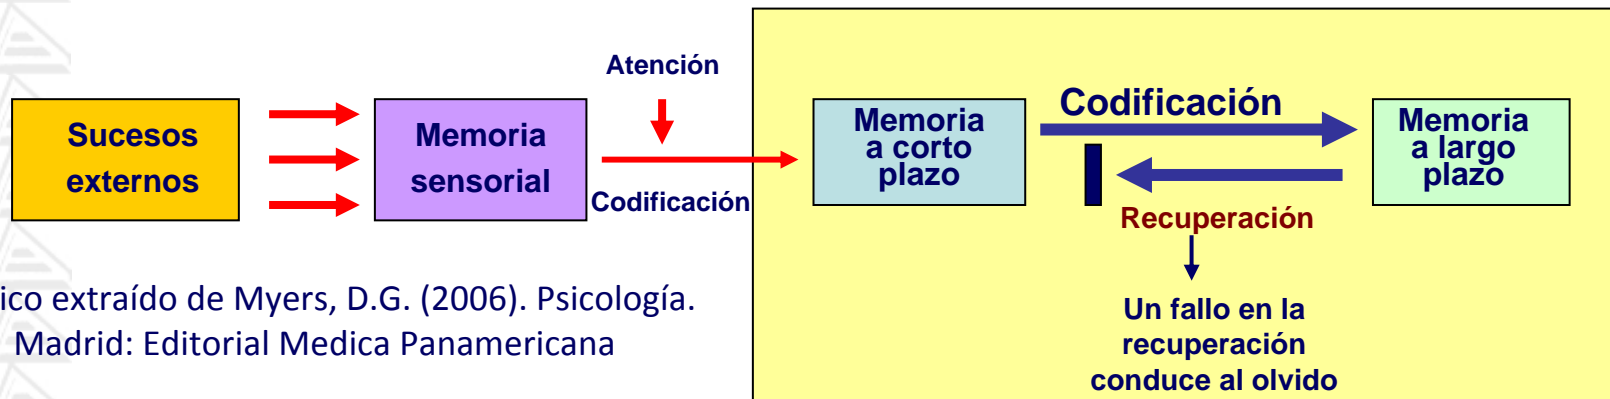 Atención
Sucesos
externos
Memoria
sensorial
Codificación
Memoria
a corto
plazo
Codificación
Memoria
a largo
plazo
Recuperación
Un fallo en la
recuperación
conduce al olvido
extraído de Myers, D.G. (2006). Psicología.
Madrid: Editorial Medica Panamericana